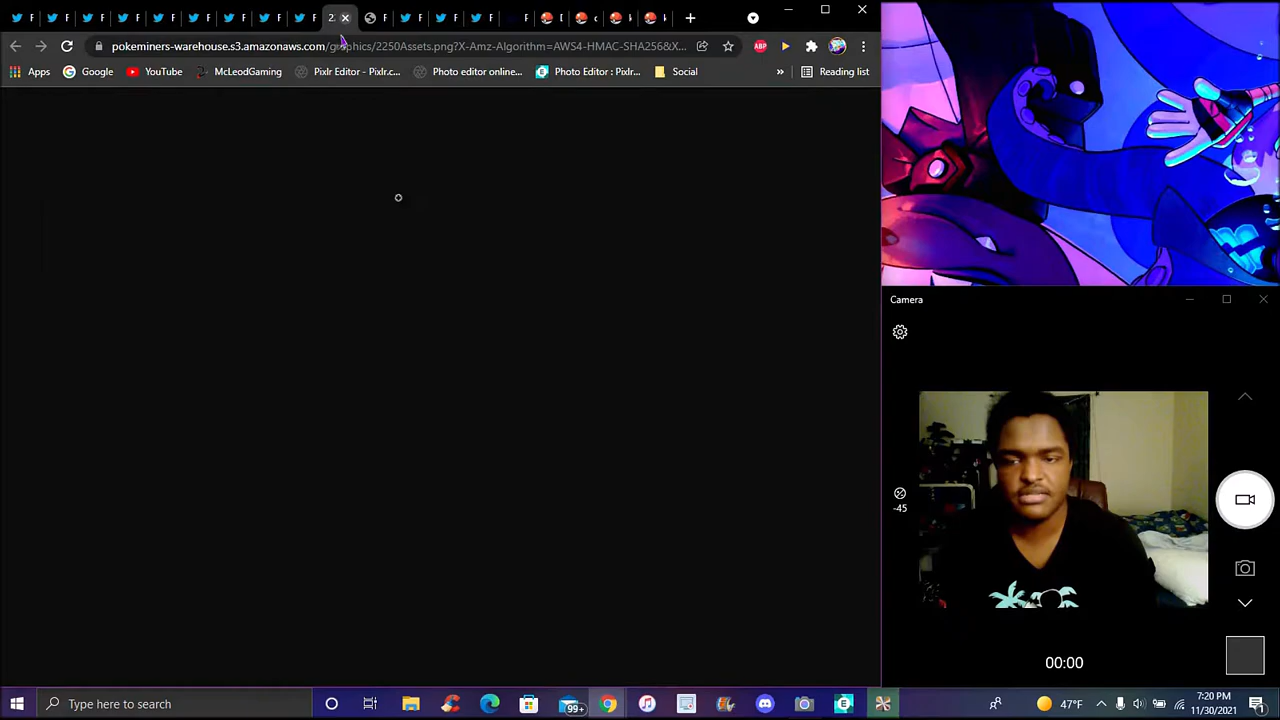 pokeminers-warehouse.s3.amazonaws.com/graphics/2250Assets.png?X-Amz-Algorithm=AWS4-HMAC-SHA256&X...
ABP
Apps Google YouTube McLeodGaming Pixlr Editor - Pixlr.c... Photo editor online... Photo Editor : Pixlr... Social » Reading list
Camera
-45
00:00
Type here to search
99+
47°F
7:20 PM
11/30/2021
1